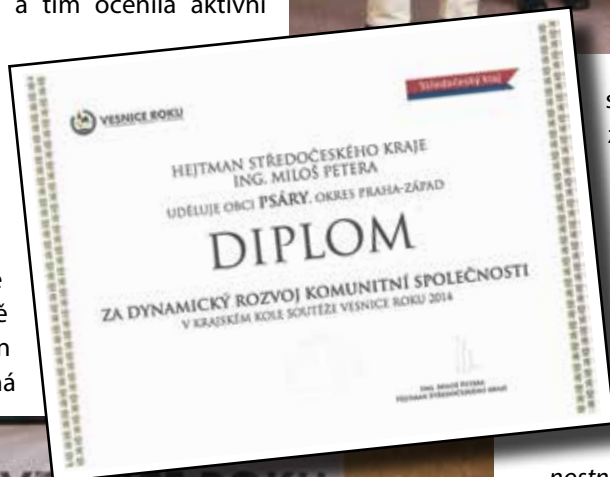 a tím ocenila aktivní
VESNICE ROKU
Středočeský kraj
HEJTMAN STŘEDOČESKÉHO KRAJE
ING. MILOŠ PETERA
UDĚLUJE OBCI PSÁRY, OKRES PRAHA-ZÁPAD
DIPLOM
ZA DYNAMICKÝ ROZVOJ KOMUNITNÍ SPOLEČNOSTI
V KRAJSKÉM KOLE SOUTĚŽE VESNICE ROKU 2014
ING. MILOŠ PETERA
HEJTMAN STŘEDOČESKÉHO KRAJE